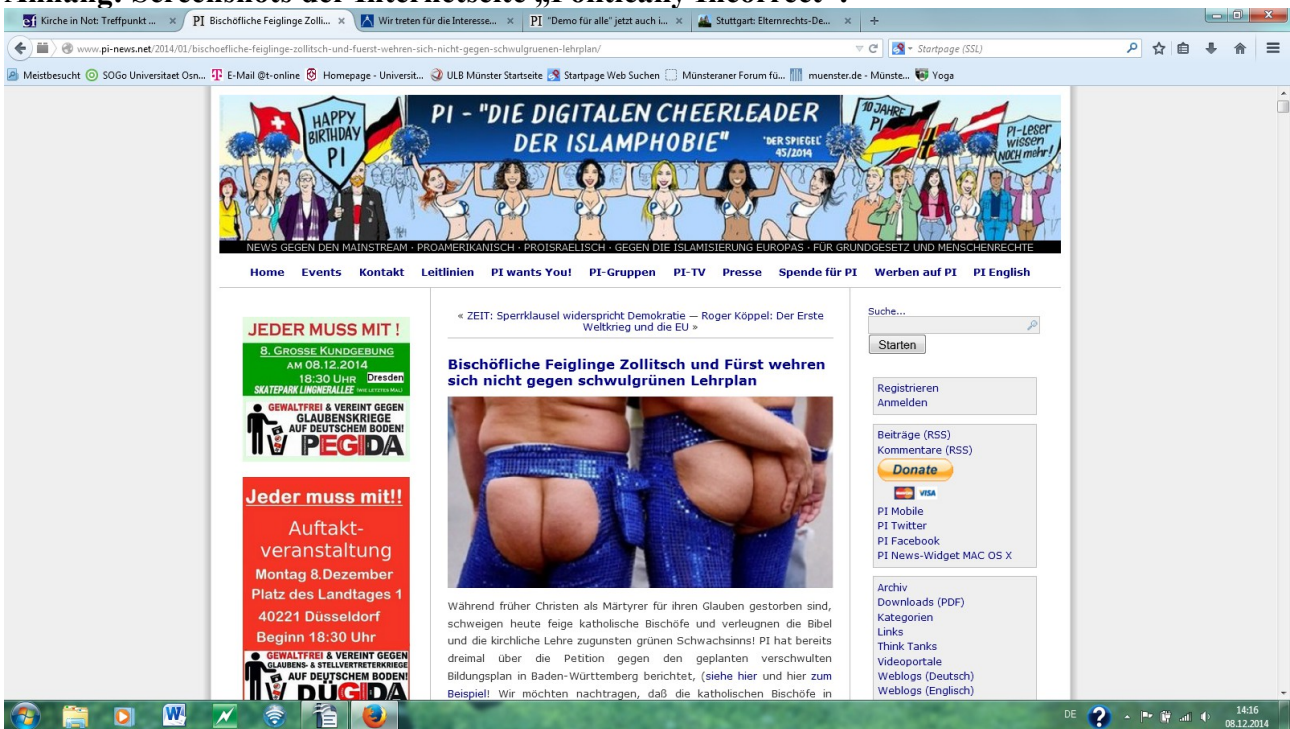 Anhang: Screenshots der Internetseite „Politically Incorrect“:
Kirche in Not: Treffpunkt ...
PI Bischöfliche Feiglinge Zolli...
Wir treten für die Interesse...
PI "Demo für alle" jetzt auch i...
Stuttgart: Elternrechts-De...
www.pi-news.net/2014/01/bischoefliche-feiglinge-zollitsch-und-fuerst-wehren-sich-nicht-gegen-schwulgruenen-lehrplan/
Startpage (SSL)
Meistbesucht
SOGo Universitaet Osn...
E-Mail @t-online
Homepage - Universit...
ULB Münster Startseite
Startpage Web Suchen
Münsteraner Forum fü...
muenster.de - Münste...
Yoga
HAPPY
BIRTHDAY
PI
PI - "DIE DIGITALEN CHEERLEADER
DER ISLAMPHOBIE"
"DER SPIEGEL"
45/2014
10 JAHRE
PI
PI-Leser
wissen
NOCH mehr!
NEWS GEGEN DEN MAINSTREAM · PROAMERIKANISCH · PROISRAELISCH · GEGEN DIE ISLAMISIERUNG EUROPAS · FÜR GRUNDGESETZ UND MENSCHENRECHTE
Home Events Kontakt Leitlinien PI wants You! PI-Gruppen PI-TV Presse Spende für PI Werben auf PI PI English
JEDER MUSS MIT !
8. GROSSE KUNDGEBUNG
AM 08.12.2014
18:30 UHR Dresden
SKATEPARK LINGNERALLEE (WIE LETZTES MAL)
GEWALTFREI & VEREINT GEGEN
GLAUBENSKRIEGE
AUF DEUTSCHEM BODEN!
PEGIDA
Jeder muss mit!!
Auftakt-
veranstaltung
Montag 8.Dezember
Platz des Landtages 1
40221 Düsseldorf
Beginn 18:30 Uhr
GEWALTFREI & VEREINT GEGEN
GLAUBENS- & STELLVERTRETERKRIEGE
AUF DEUTSCHEM BODEN!
DÜGIDA
« ZEIT: Sperrklausel widerspricht Demokratie — Roger Köppel: Der Erste
Weltkrieg und die EU »
Bischöfliche Feiglinge Zollitsch und Fürst wehren
sich nicht gegen schwulgrünen Lehrplan
Während früher Christen als Märtyrer für ihren Glauben gestorben sind,
schweigen heute feige katholische Bischöfe und verleugnen die Bibel
und die kirchliche Lehre zugunsten grünen Schwachsinns! PI hat bereits
dreimal über die Petition gegen den geplanten verschwulten
Bildungsplan in Baden-Württemberg berichtet, (siehe hier und hier zum
Beispiel! Wir möchten nachtragen, daß die katholischen Bischöfe in
Suche...
Starten
Registrieren
Anmelden
Beiträge (RSS)
Kommentare (RSS)
Donate
VISA
PI Mobile
PI Twitter
PI Facebook
PI News-Widget MAC OS X
Archiv
Downloads (PDF)
Kategorien
Links
Think Tanks
Videoportale
Weblogs (Deutsch)
Weblogs (Englisch)
DE
14:16
08.12.2014